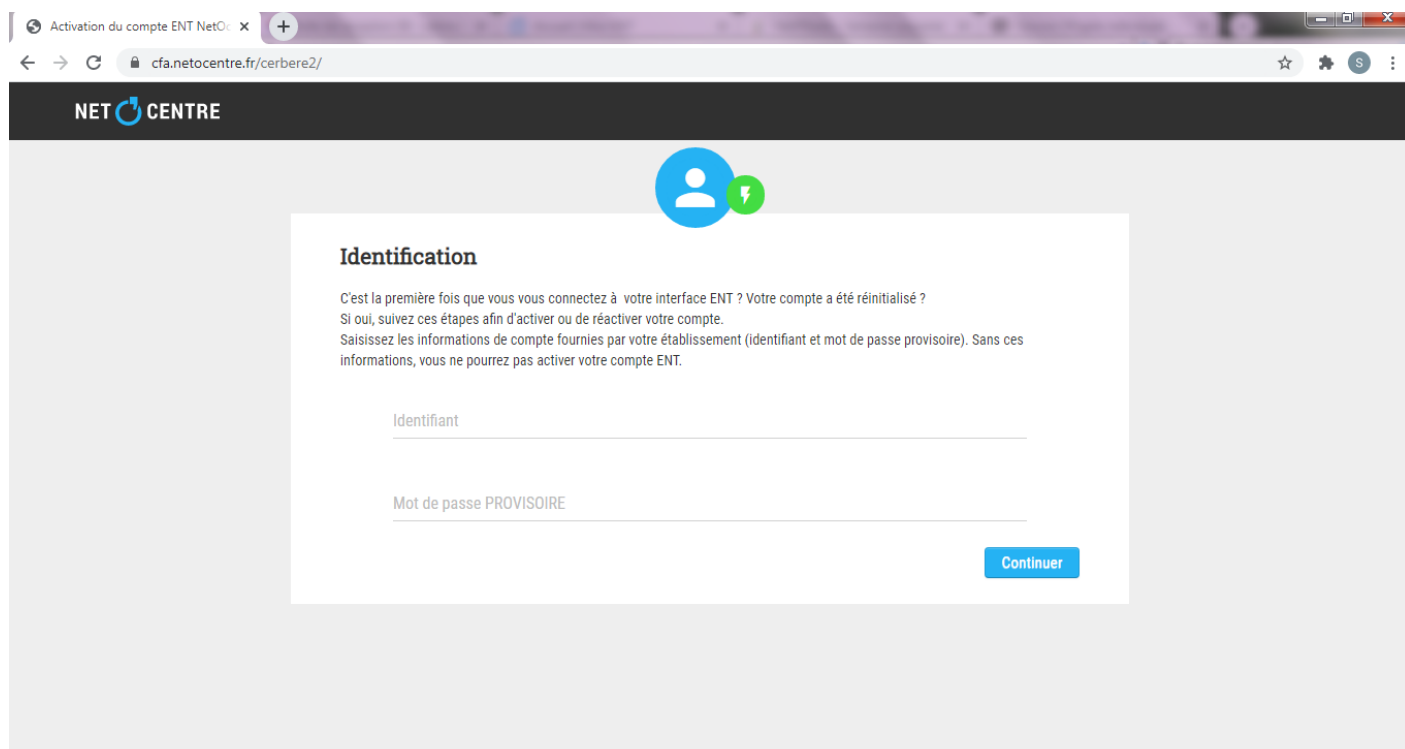 Activation du compte ENT NetOc
cfa.netocentre.fr/cerbere2/
S
NET CENTRE
Identification
C'est la première fois que vous vous connectez à votre interface ENT ? Votre compte a été réinitialisé ?
Si oui, suivez ces étapes afin d'activer ou de réactiver votre compte.
Saisissez les informations de compte fournies par votre établissement (identifiant et mot de passe provisoire). Sans ces
informations, vous ne pourrez pas activer votre compte ENT.
Identifiant
Mot de passe PROVISOIRE
Continuer